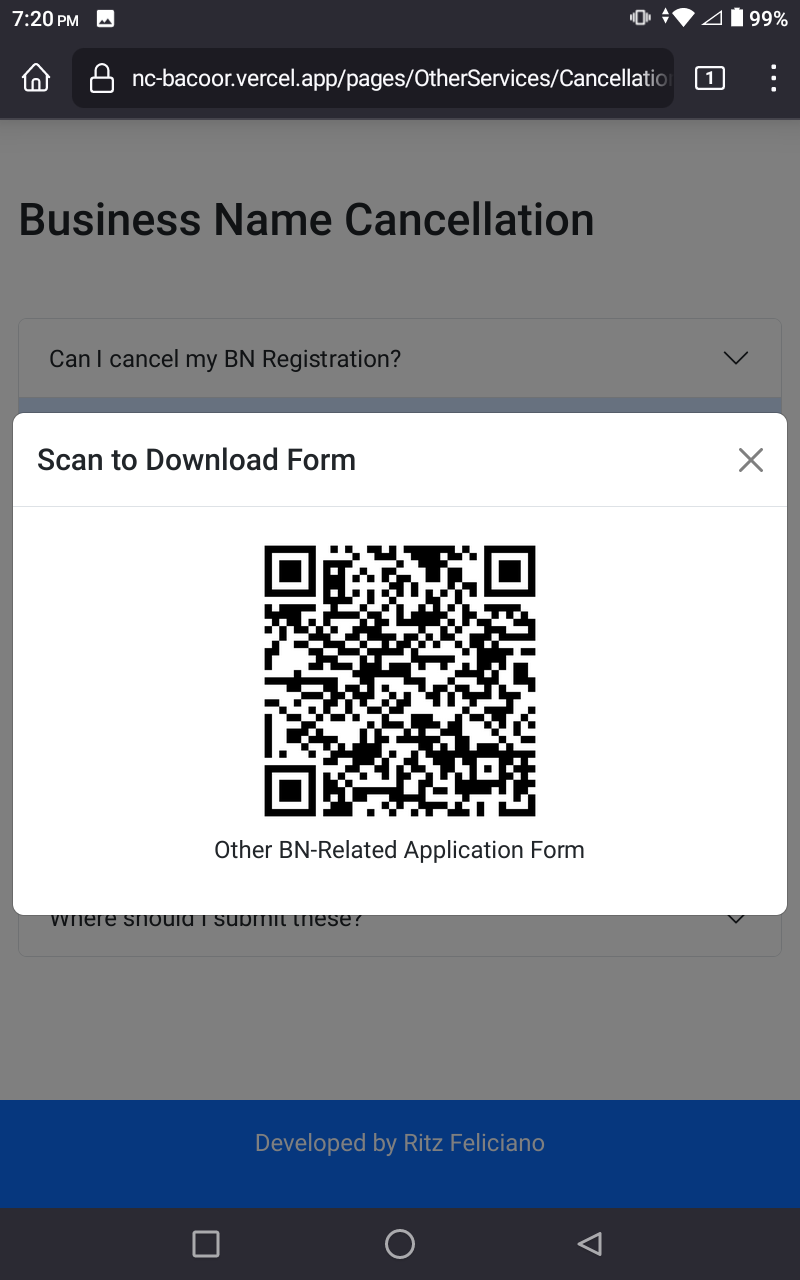 7:20 PM
99%
nc-bacoor.vercel.app/pages/OtherServices/Cancellatio
1
Business Name Cancellation
Can I cancel my BN Registration?
Scan to Download Form
Other BN-Related Application Form
Where should I submit these?
Developed by Ritz Feliciano